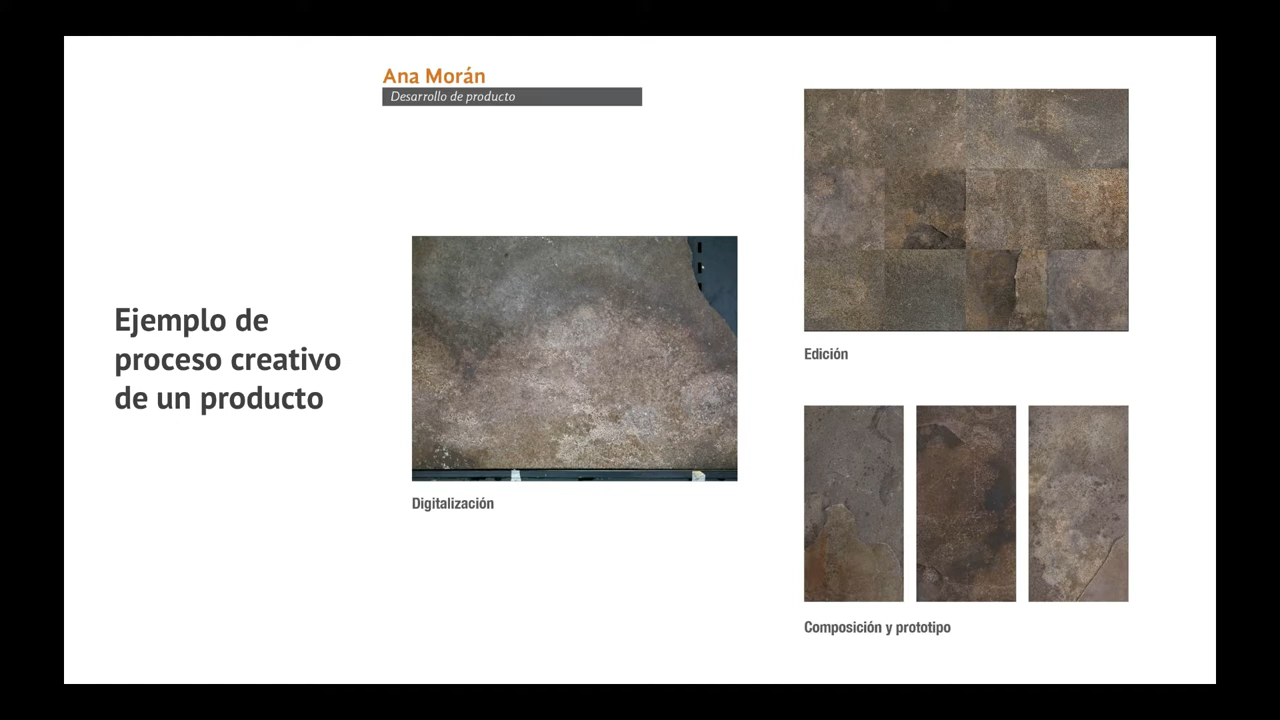 Ana Morán
Desarrollo de producto
Ejemplo de
proceso creativo
de un producto
Digitalización
Edición
Composición y prototipo